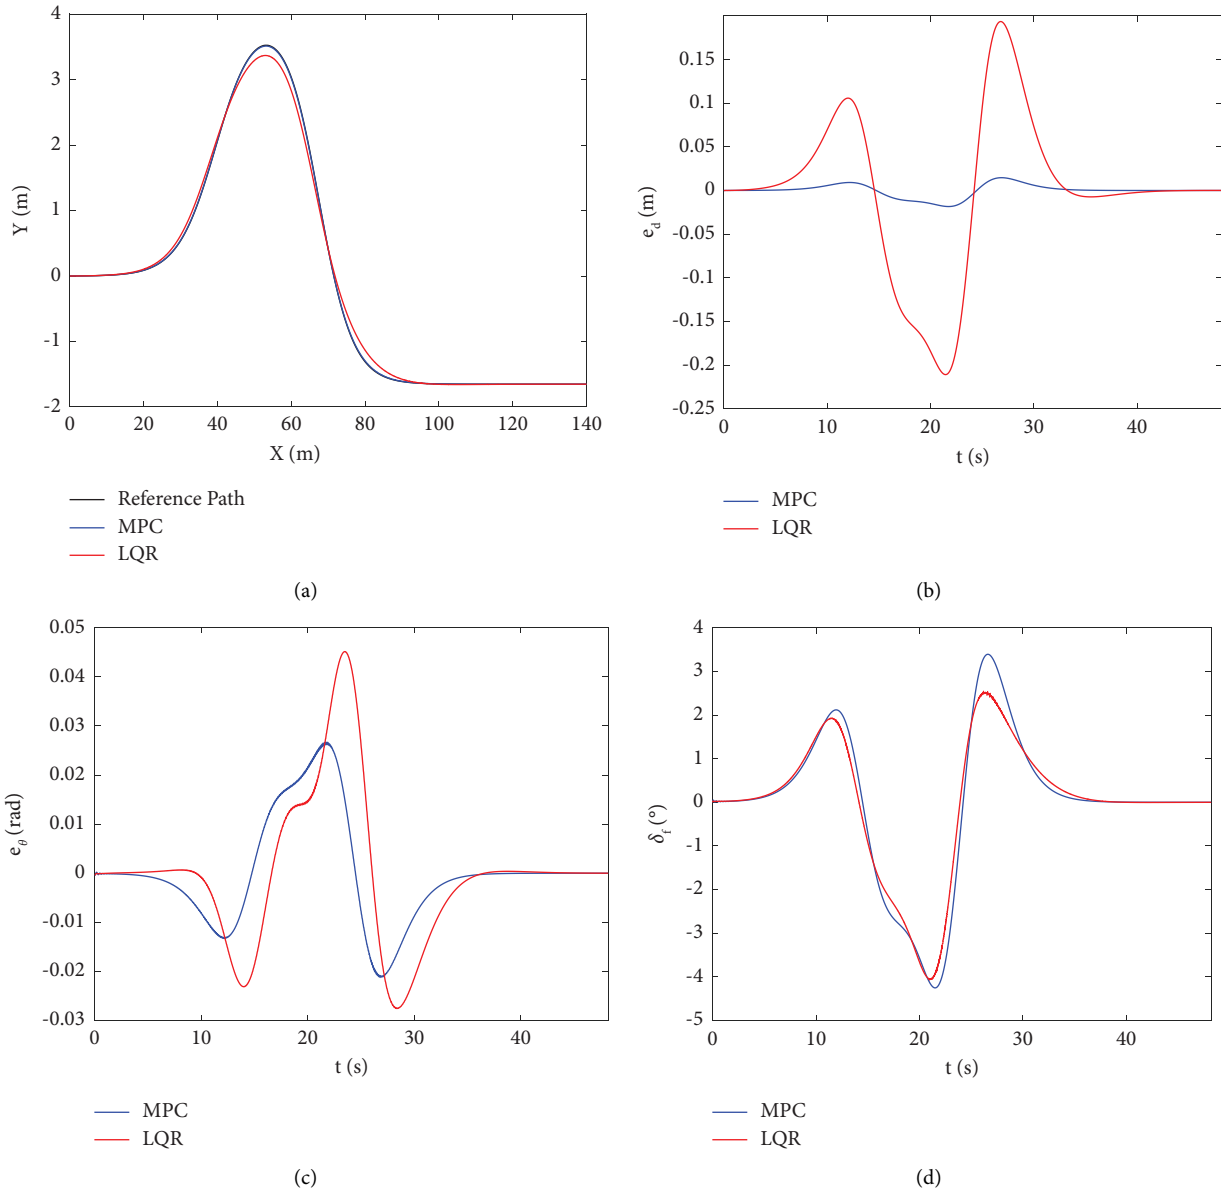 4
3
2
1
0
-1
-2
Y (m)
0 20 40 60 80 100 120 140
X (m)
Reference Path
MPC
LQR
(a)
0.15
0.1
0.05
0
-0.05
-0.1
-0.15
-0.2
-0.25
e_d (m)
0 10 20 30 40
t (s)
MPC
LQR
(b)
0.05
0.04
0.03
0.02
0.01
0
-0.01
-0.02
-0.03
e_θ (rad)
0 10 20 30 40
t (s)
MPC
LQR
(c)
4
3
2
1
0
-1
-2
-3
-4
-5
δ_f (°)
0 10 20 30 40
t (s)
MPC
LQR
(d)